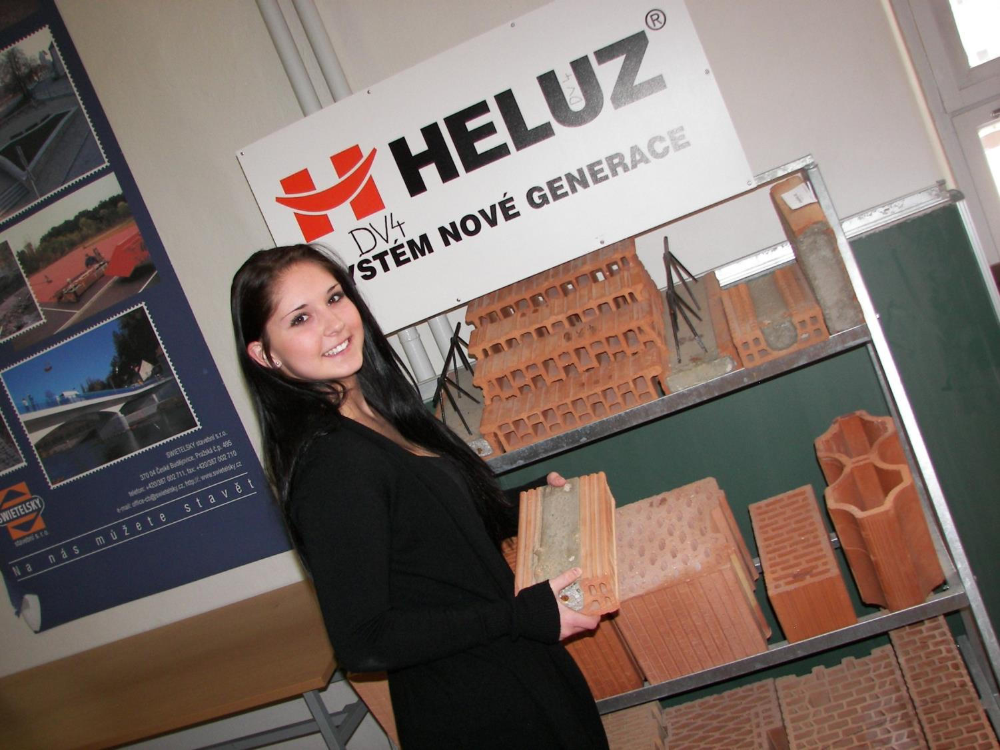 HELUZ®
DV4
DV4
SYSTÉM NOVÉ GENERACE
SWIETELSKY stavební s.r.o.
370 04 České Budějovice, Pražská č.p. 495
telefon: +420/387 002 711, fax: +420/387 002 710
e-mail: office-cb@swietelsky.cz, http://: www.swietelsky.cz
SWIETELSKY
stavební s.r.o.
Na nás můžete stavět